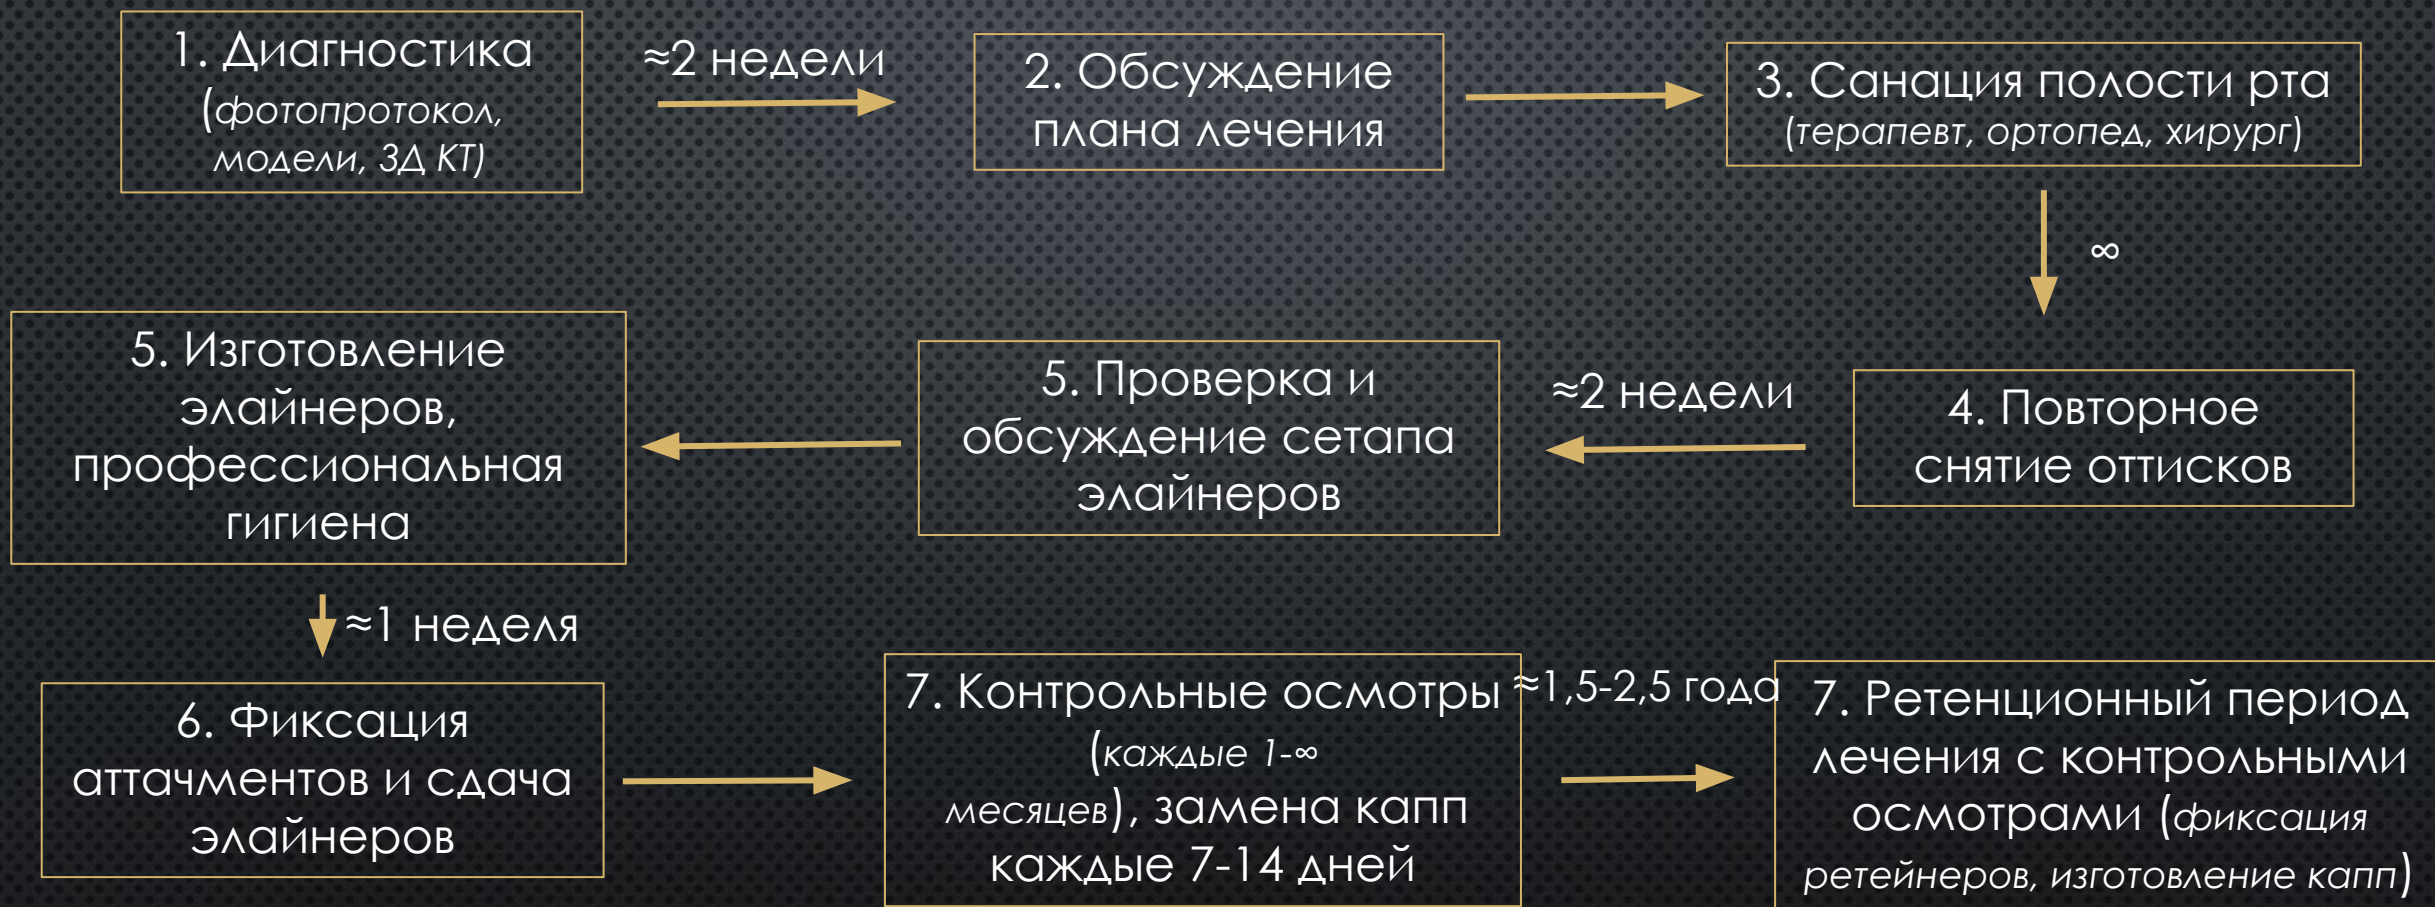 1. Диагностика
(фотопротокол,
модели, 3Д КТ)
≈2 недели
2. Обсуждение
плана лечения
3. Санация полости рта
(терапевт, ортопед, хирург)
∞
4. Повторное
снятие оттисков
≈2 недели
5. Проверка и
обсуждение сетапа
элайнеров
5. Изготовление
элайнеров,
профессиональная
гигиена
≈1 неделя
6. Фиксация
аттачментов и сдача
элайнеров
7. Контрольные осмотры
(каждые 1-∞
месяцев), замена капп
каждые 7-14 дней
≈1,5-2,5 года
7. Ретенционный период
лечения с контрольными
осмотрами (фиксация
ретейнеров, изготовление капп)